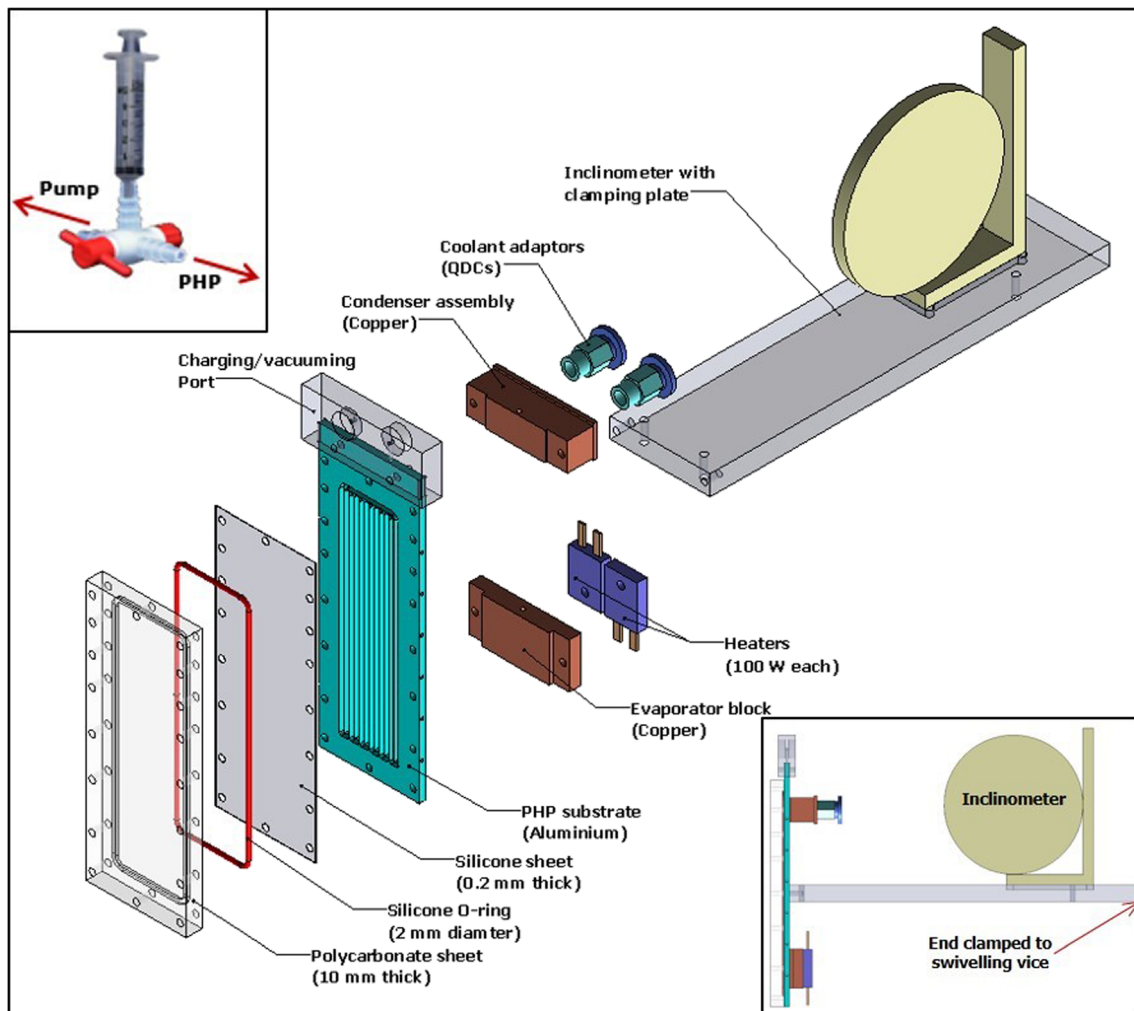 Pump
PHP
Inclinometer with
clamping plate
Coolant adaptors
(QDCs)
Condenser assembly
(Copper)
Charging/vacuuming
Port
Heaters
(100 W each)
Evaporator block
(Copper)
PHP substrate
(Aluminium)
Silicone sheet
(0.2 mm thick)
Silicone O-ring
(2 mm diamter)
Polycarbonate sheet
(10 mm thick)
Inclinometer
End clamped to
swivelling vice